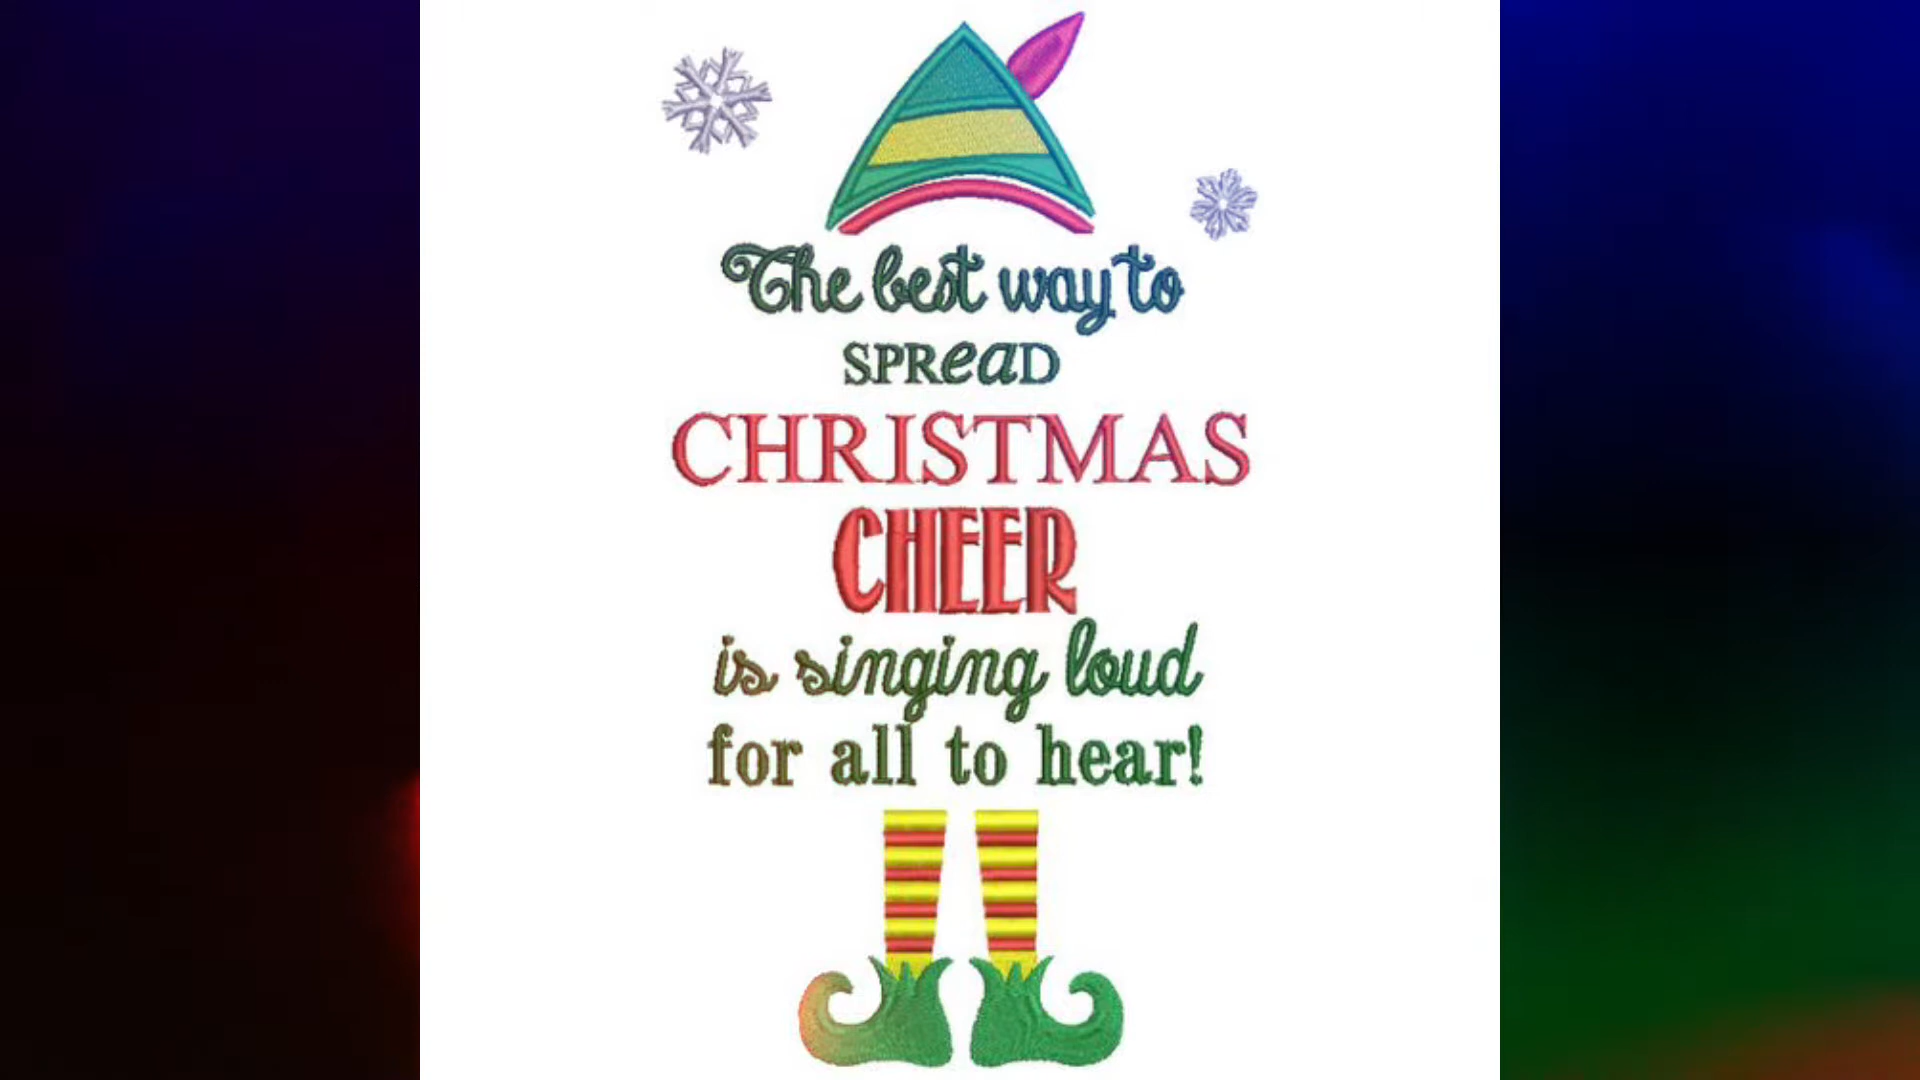 The best way to
SPREAD
CHRISTMAS
CHEER
is singing loud
for all to hear!